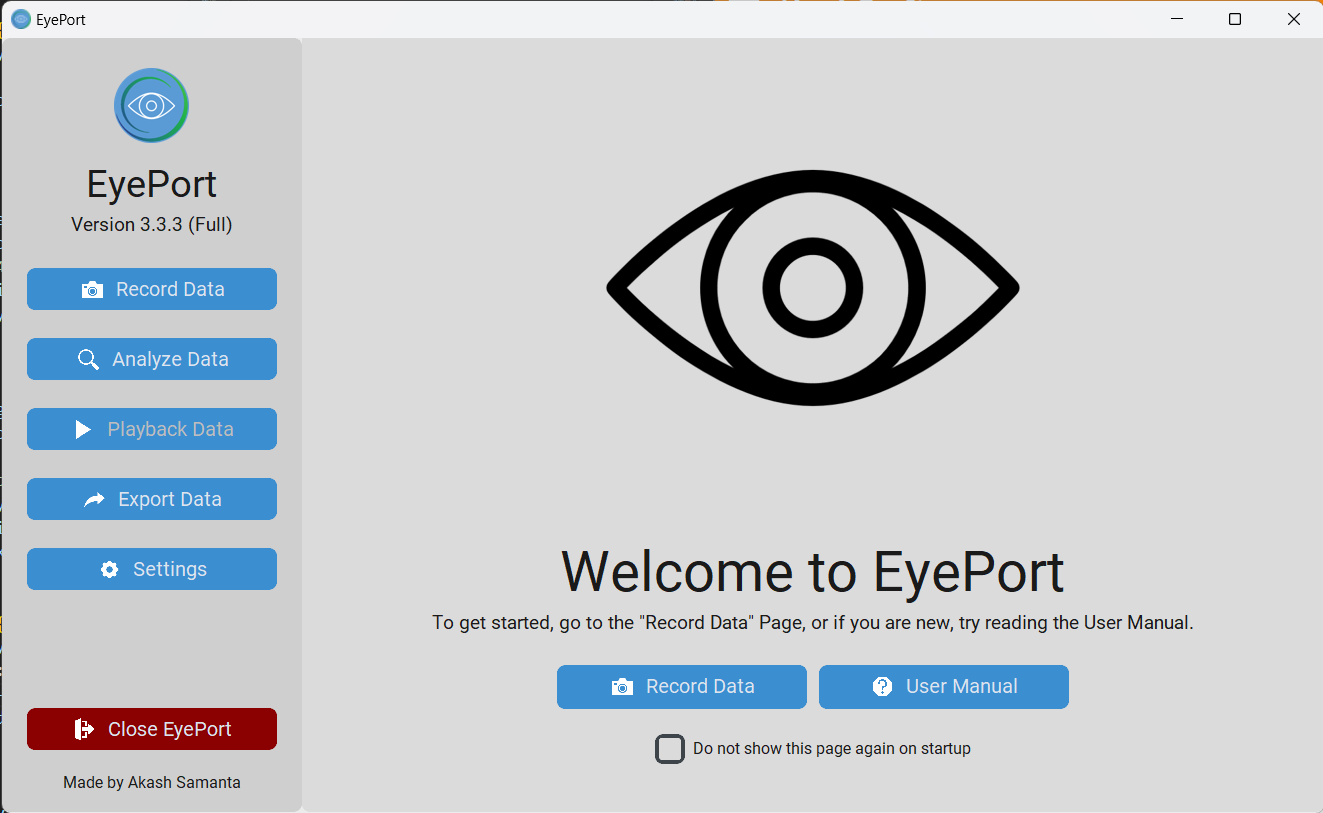 EyePort
EyePort
Version 3.3.3 (Full)
Record Data
Analyze Data
Playback Data
Export Data
Settings
Close EyePort
Made by Akash Samanta
Welcome to EyePort
To get started, go to the "Record Data" Page, or if you are new, try reading the User Manual.
Record Data
User Manual
Do not show this page again on startup